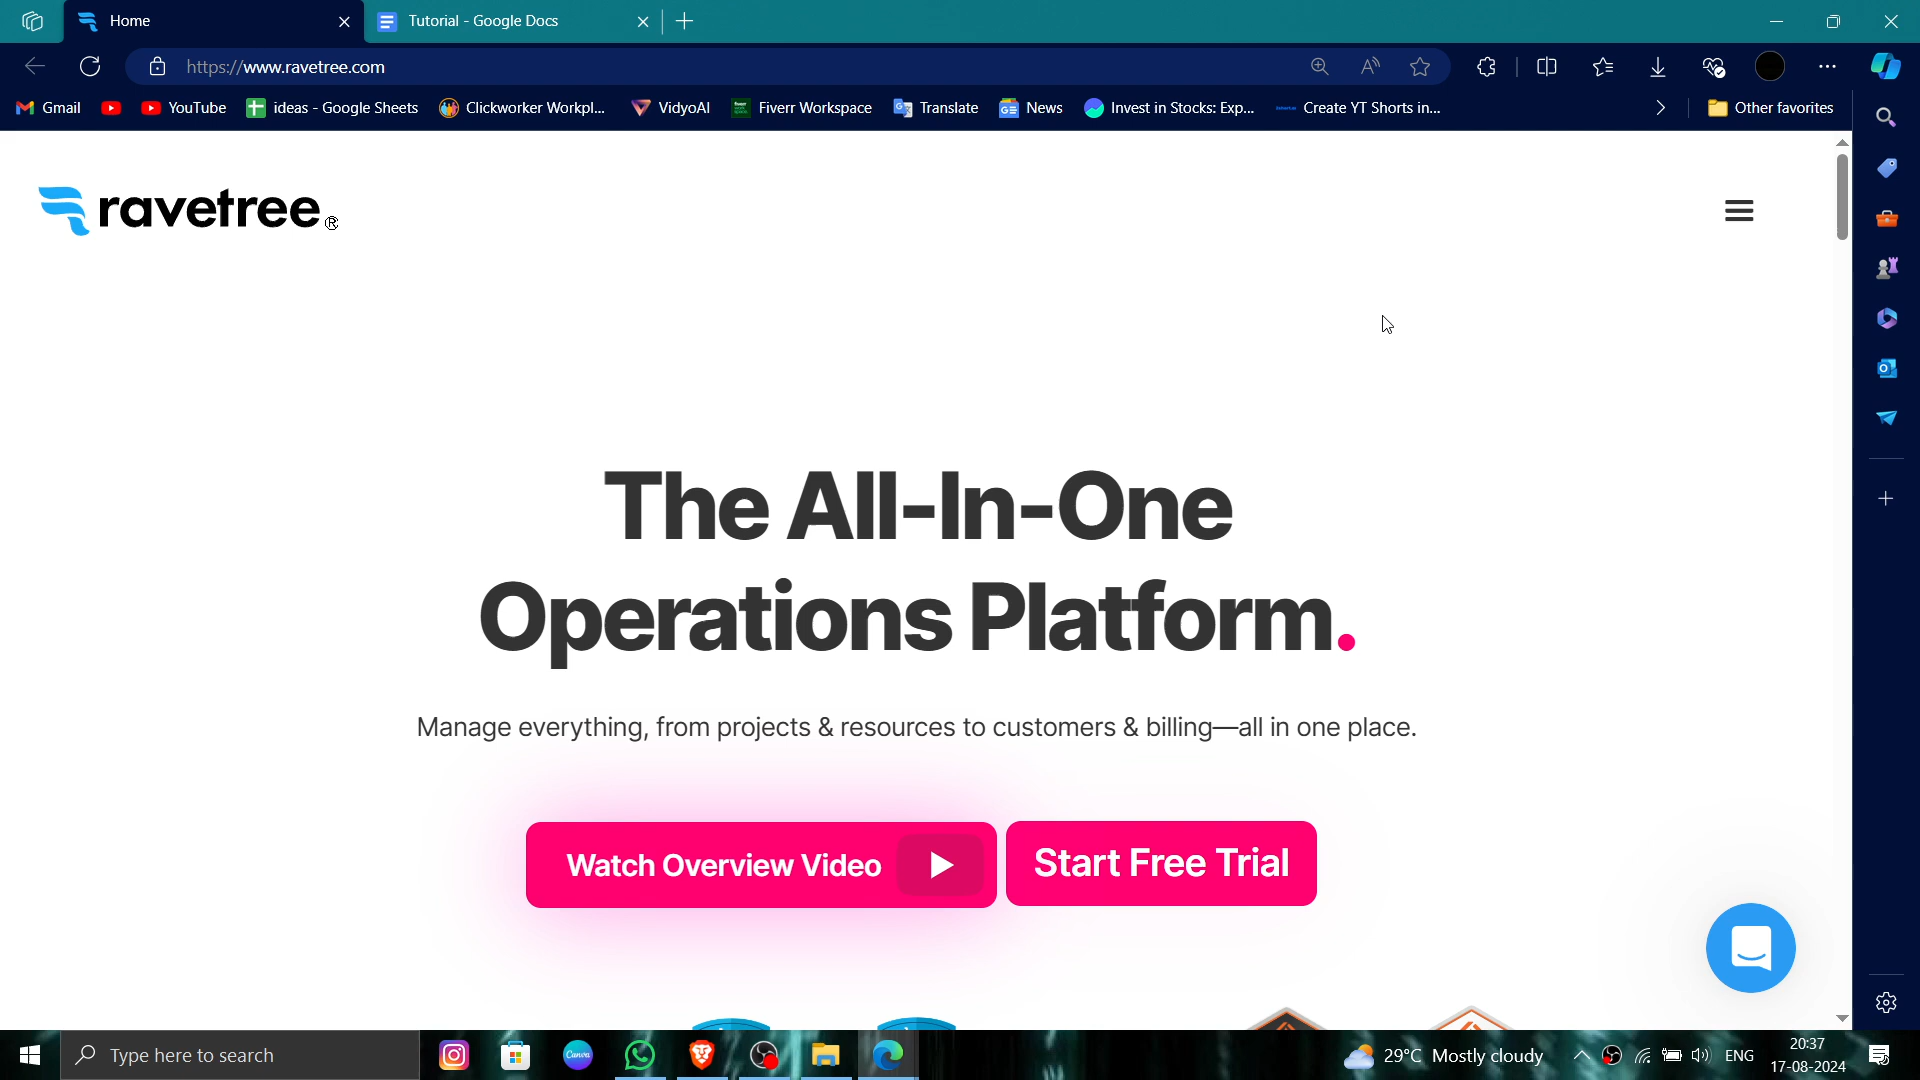 Home
Tutorial - Google Docs
https://www.ravetree.com
Gmail
YouTube
ideas - Google Sheets
Clickworker Workpl...
VidyoAI
Fiverr Workspace
Translate
News
Invest in Stocks: Exp...
Create YT Shorts in...
Other favorites
ravetree®
The All-In-One
Operations Platform.
Manage everything, from projects & resources to customers & billing—all in one place.
Watch Overview Video
Start Free Trial
Type here to search
Canva
29°C Mostly cloudy
ENG
20:37
17-08-2024